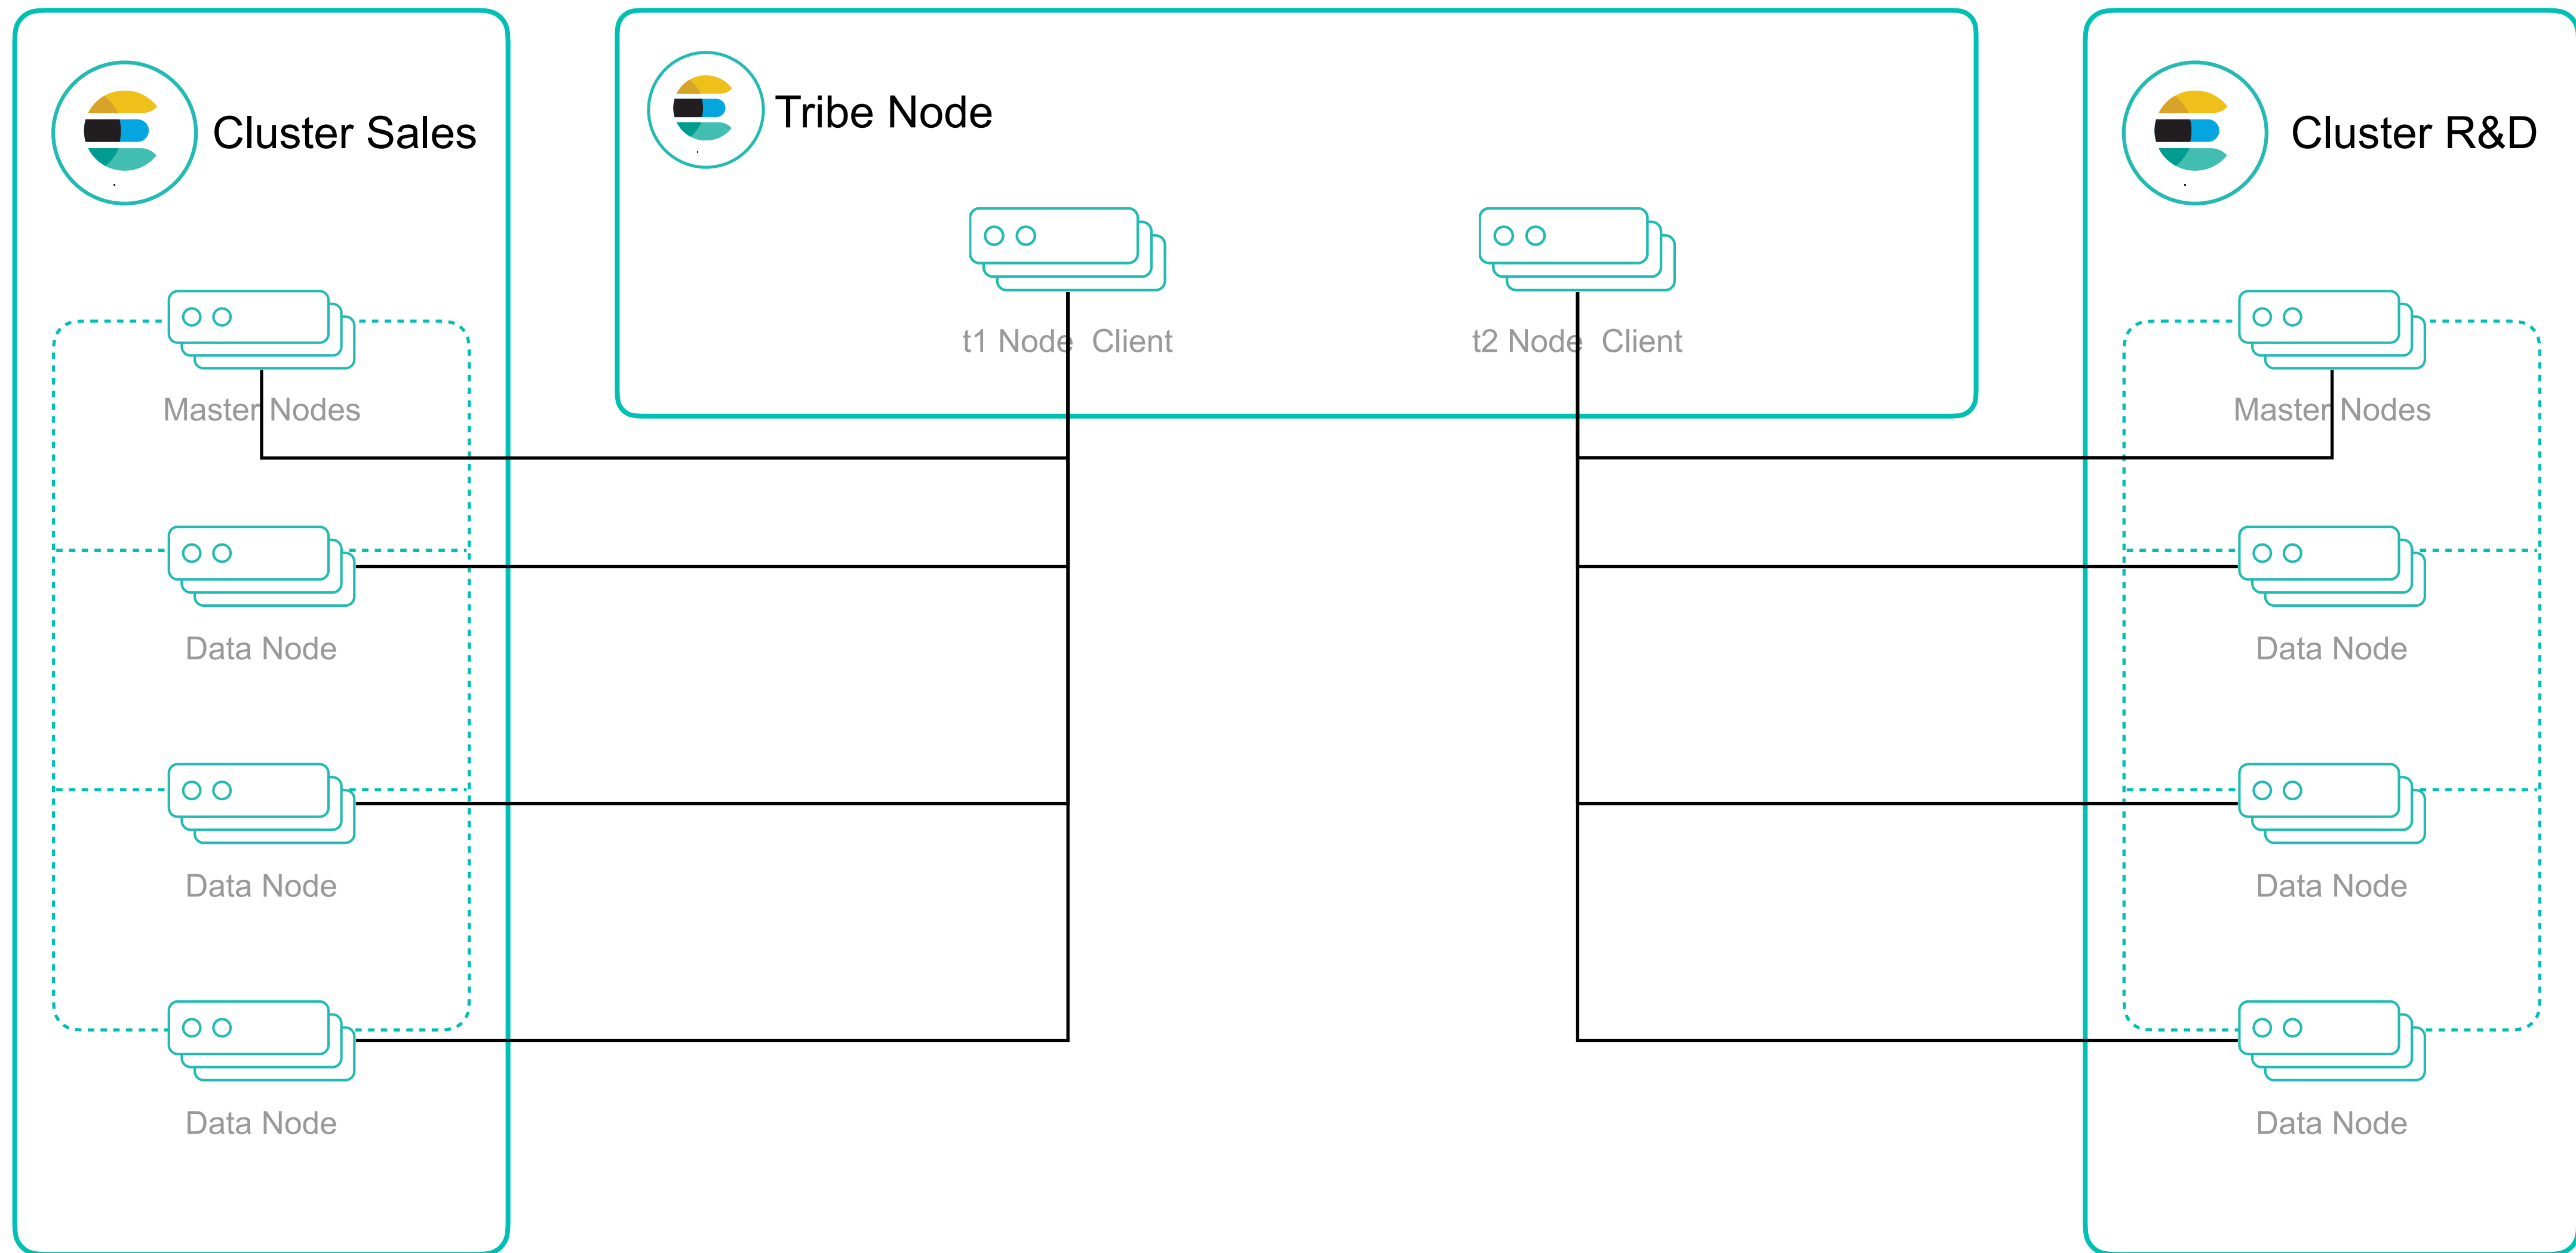 Cluster Sales
Master Nodes
Data Node
Data Node
Data Node
Tribe Node
t1 Node  Client
t2 Node  Client
Cluster R&D
Master Nodes
Data Node
Data Node
Data Node